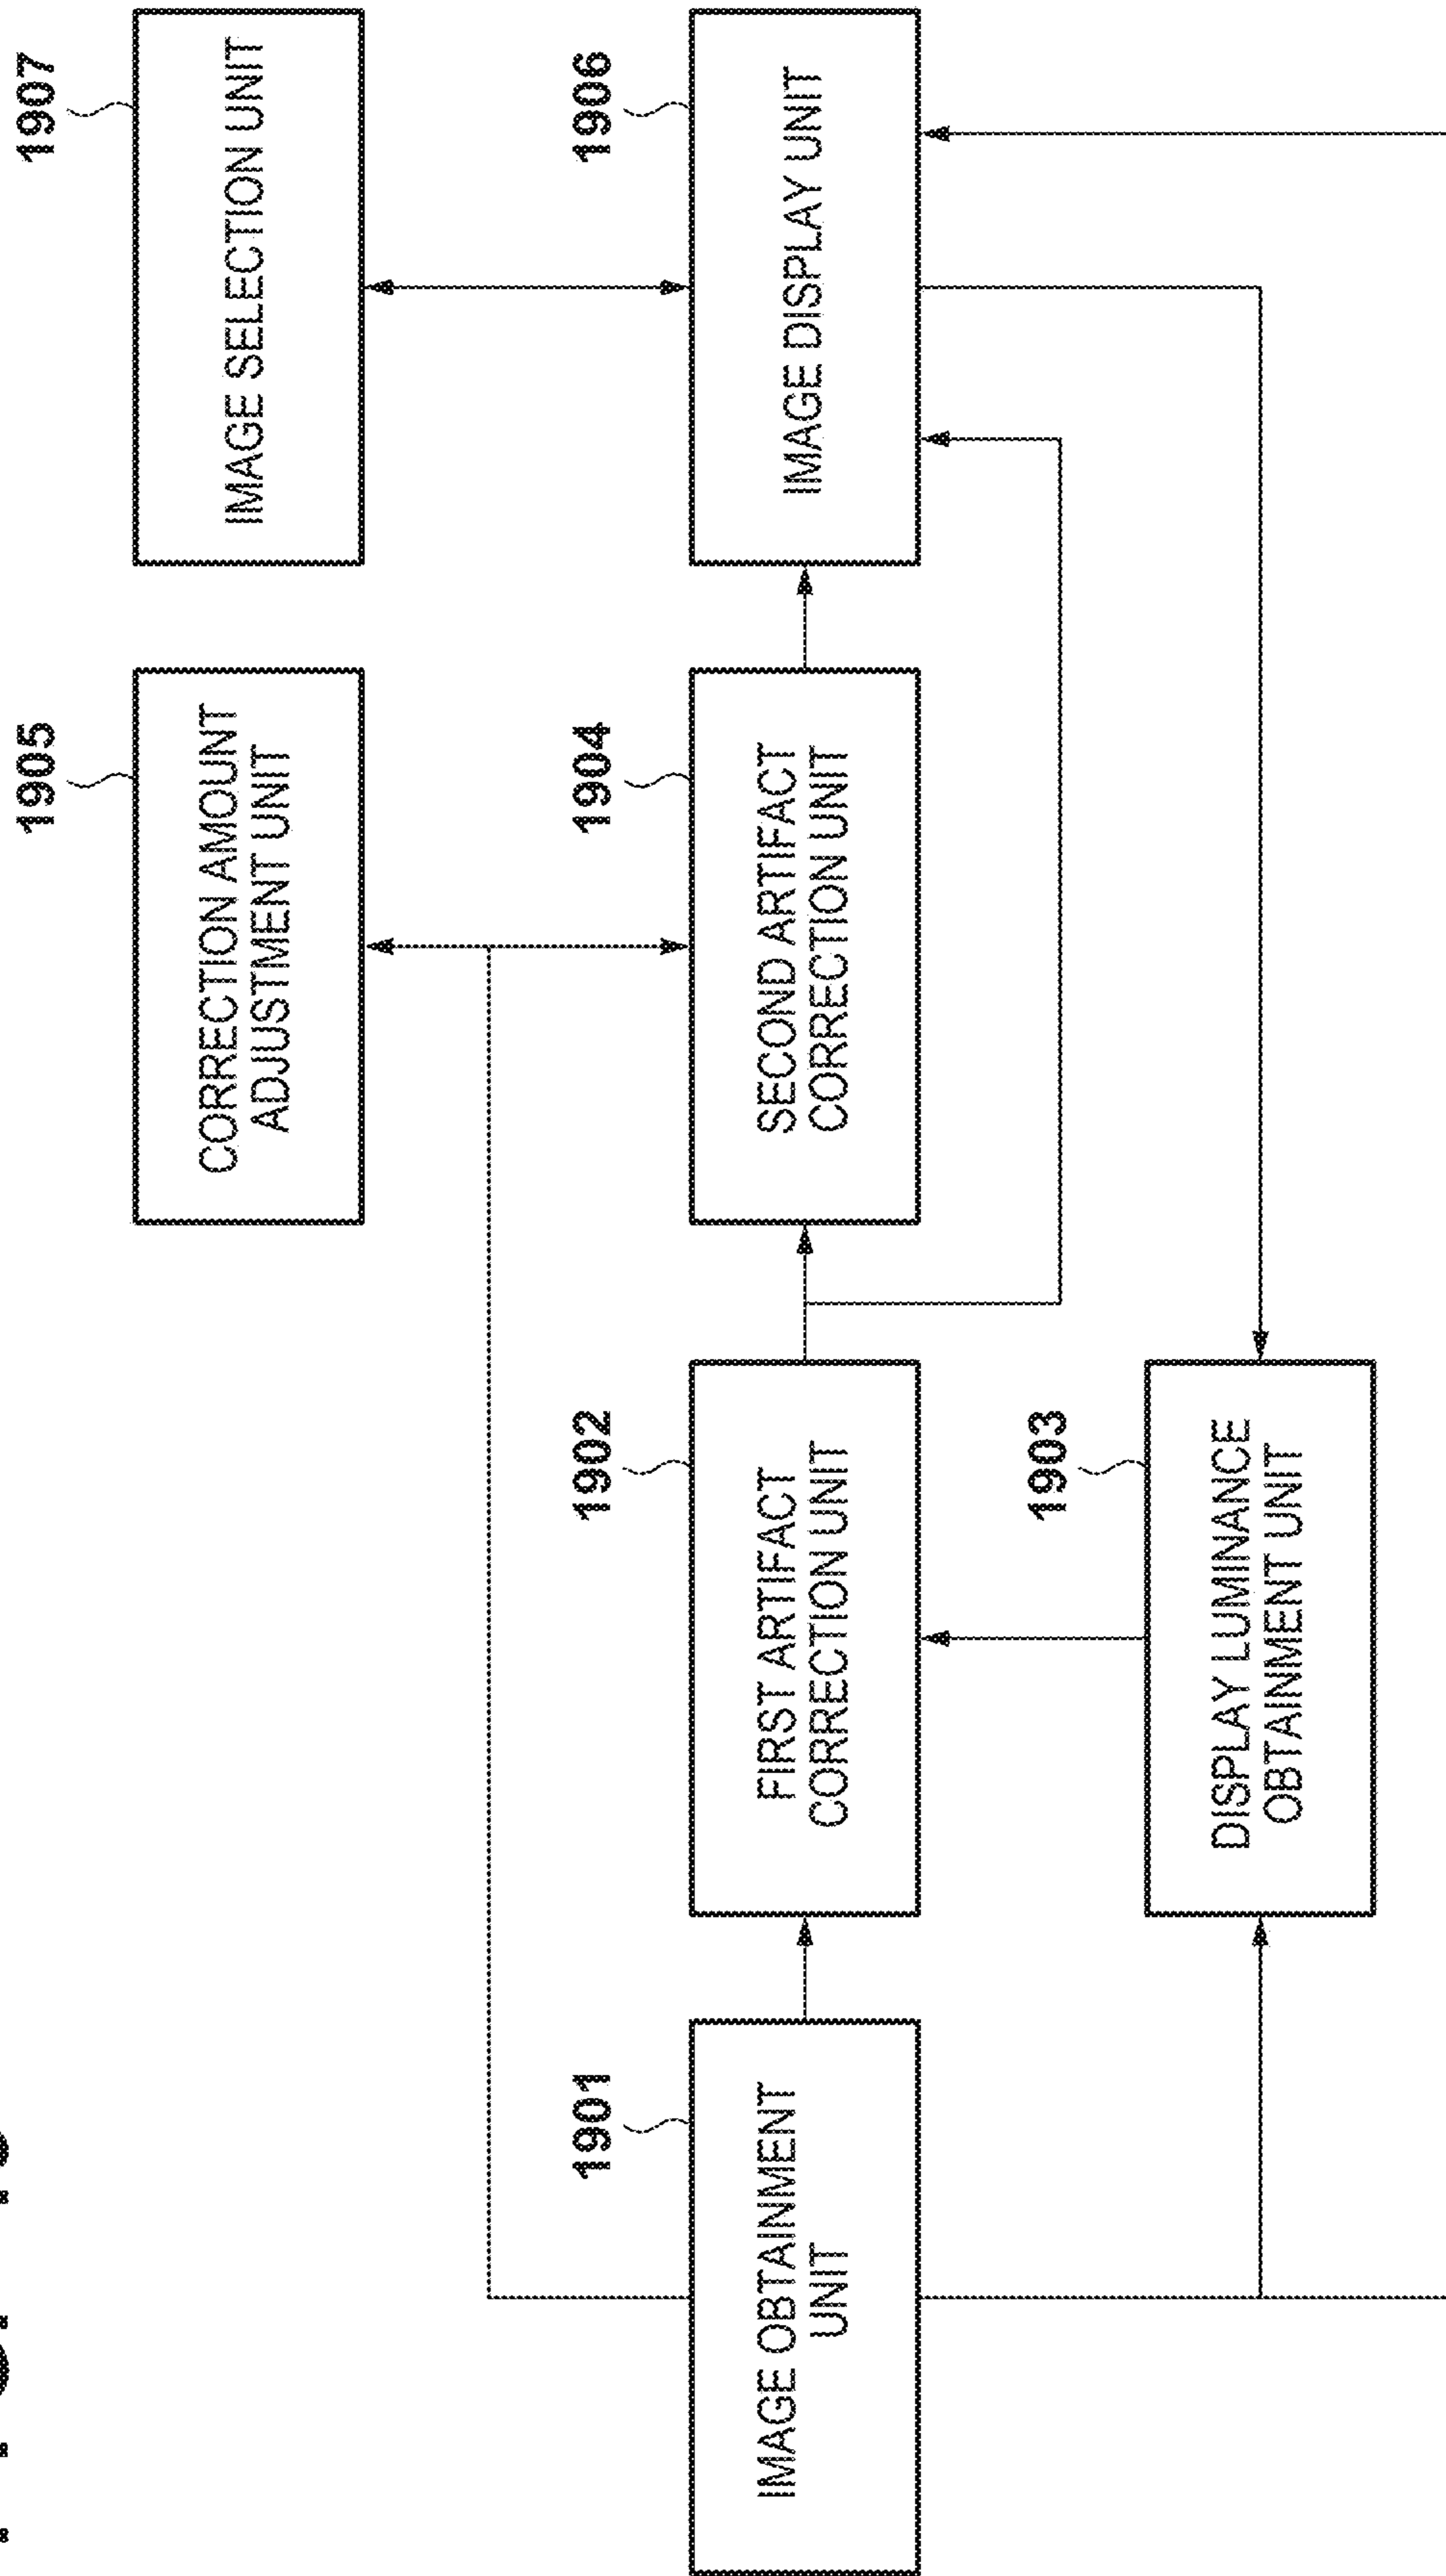 1905
CORRECTION AMOUNT
ADJUSTMENT UNIT
1907
IMAGE SELECTION UNIT
1901
IMAGE OBTAINMENT
UNIT
1902
FIRST ARTIFACT
CORRECTION UNIT
1904
SECOND ARTIFACT
CORRECTION UNIT
1906
IMAGE DISPLAY UNIT
1903
DISPLAY LUMINANCE
OBTAINMENT UNIT